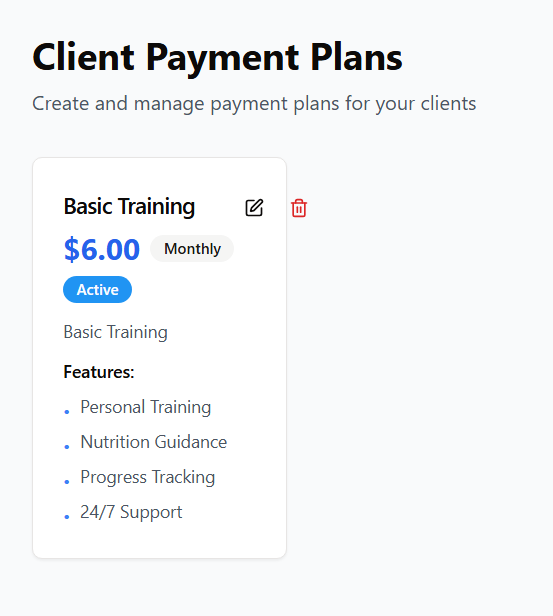 Client Payment Plans
Create and manage payment plans for your clients
Basic Training
$6.00 Monthly
Active
Basic Training
Features:
• Personal Training
• Nutrition Guidance
• Progress Tracking
• 24/7 Support